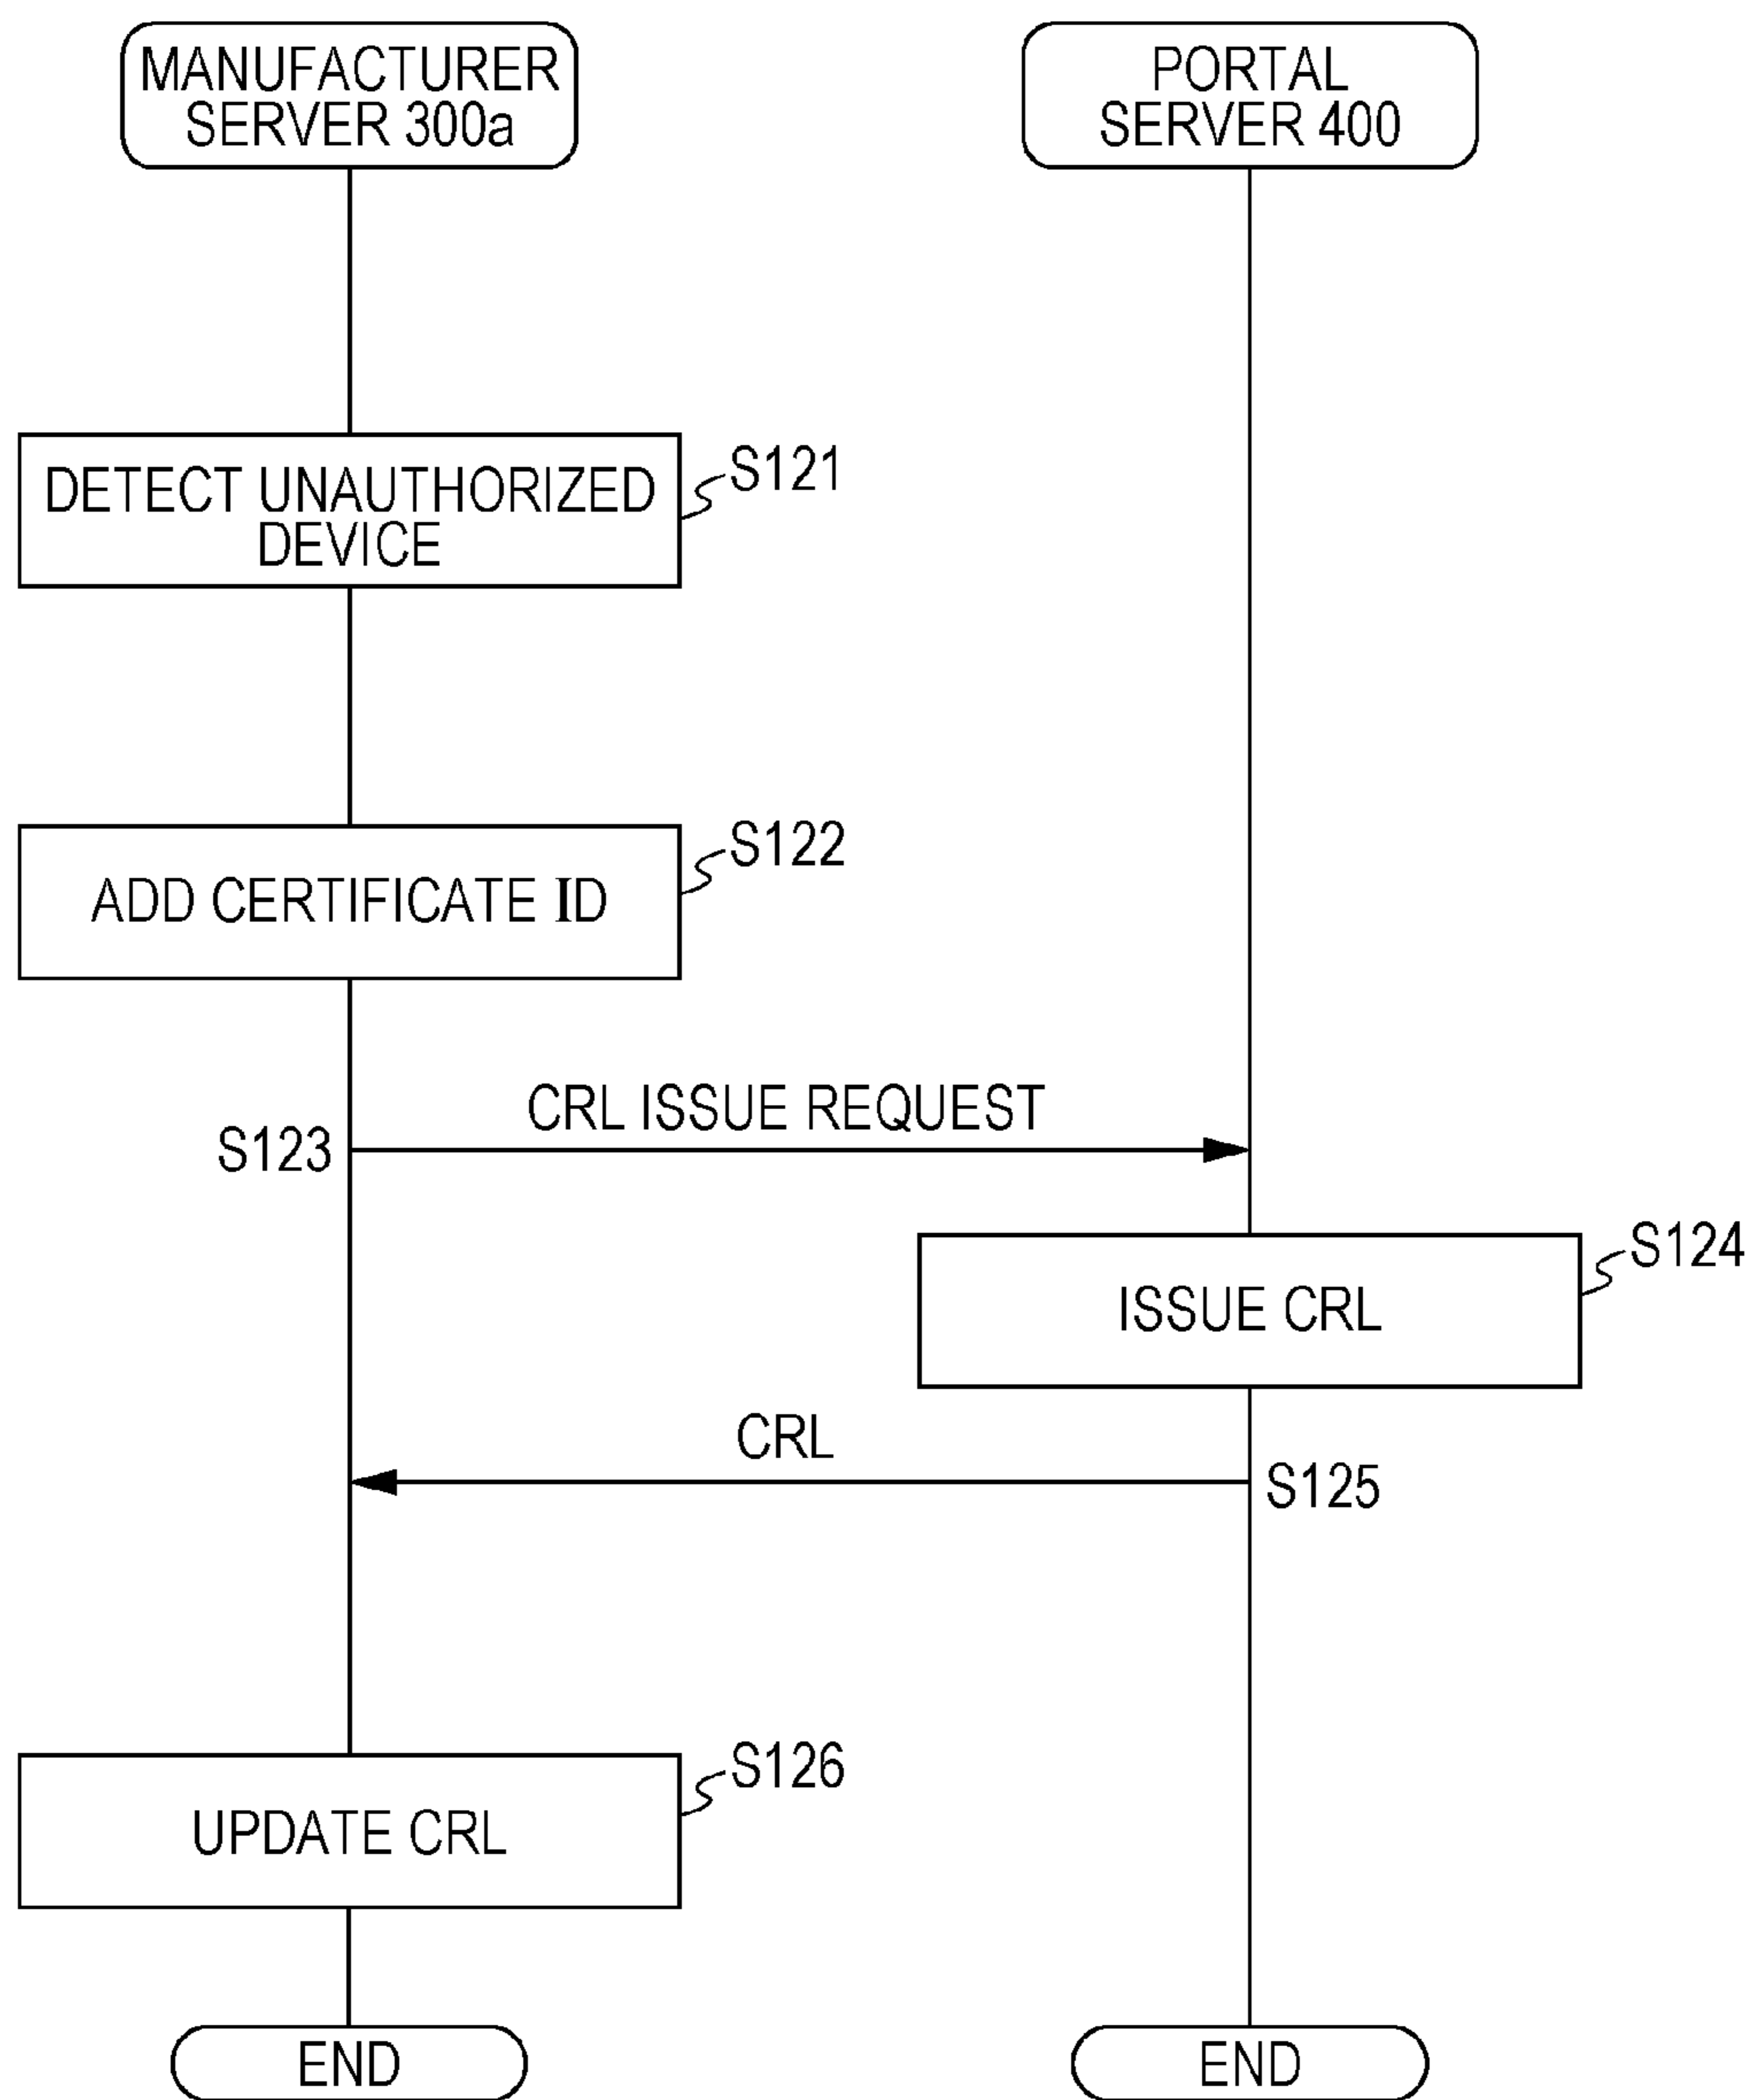 MANUFACTURER
SERVER 300a
PORTAL
SERVER 400
DETECT UNAUTHORIZED
DEVICE
S121
ADD CERTIFICATE ID
S122
CRL ISSUE REQUEST
S123
ISSUE CRL
S124
CRL
S125
UPDATE CRL
S126
END
END